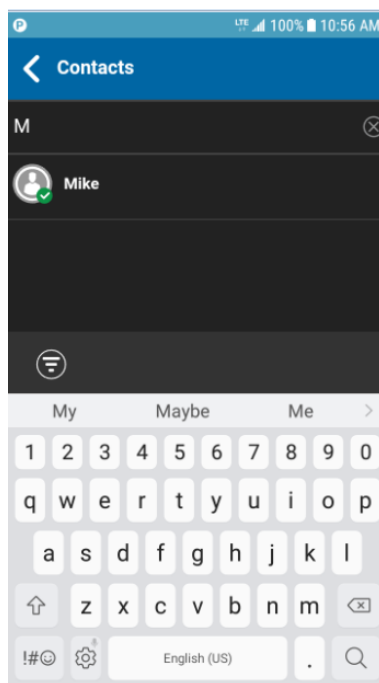 P LTE 100% 10:56 AM
Contacts
M
Mike
My Maybe Me
1 2 3 4 5 6 7 8 9 0
q w e r t y u i o p
a s d f g h j k l
z x c v b n m
!#☺ English (US) .